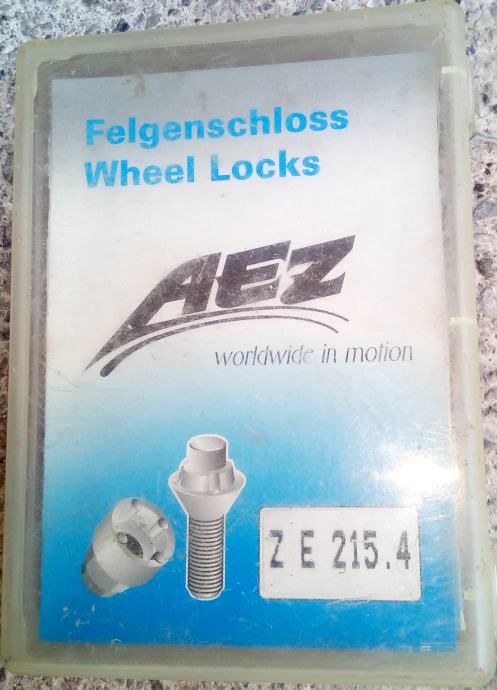 Felgenschloss
Wheel Locks
AEZ
worldwide in motion
Z E 215.4